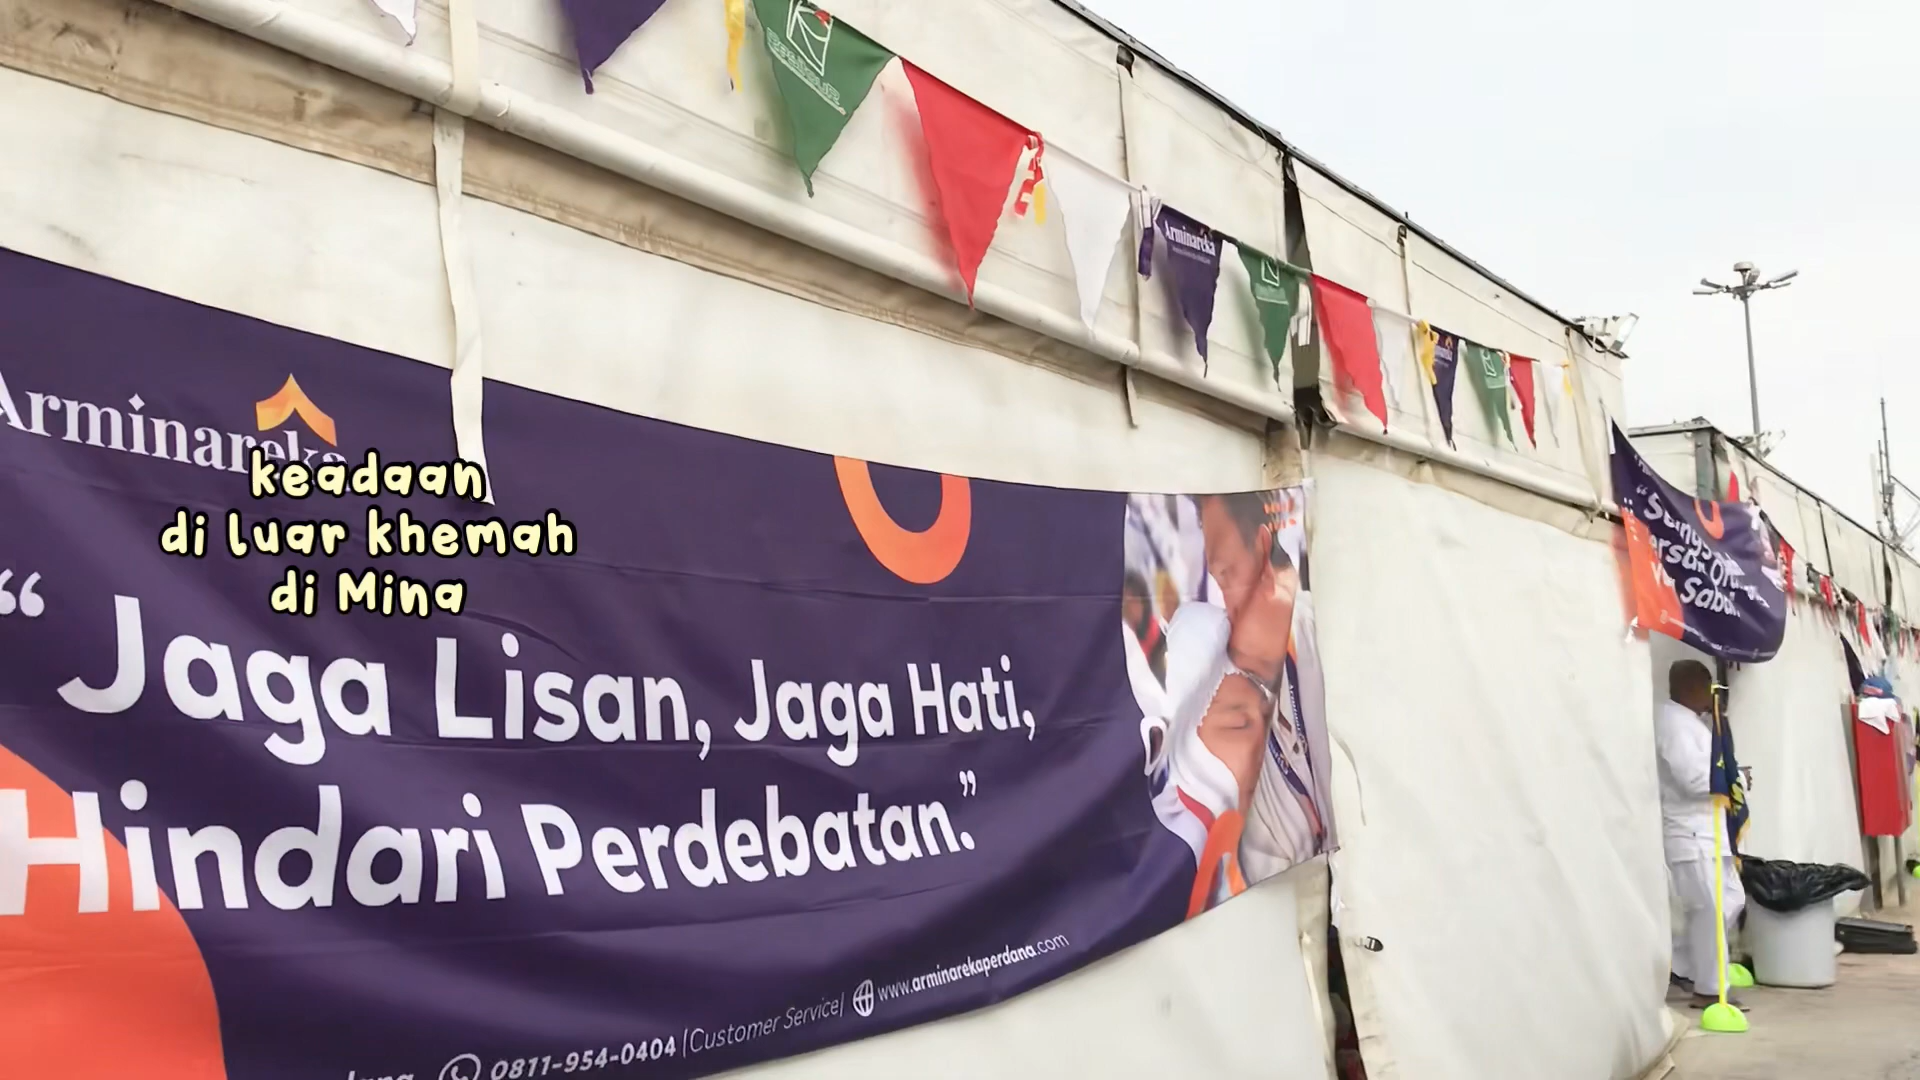 Arminareka
keadaan
di luar khemah
di Mina
“Jaga Lisan, Jaga Hati,
Hindari Perdebatan.”
0811-954-0404 |Customer Service|
www.arminarekaperdana.com
Arminareka